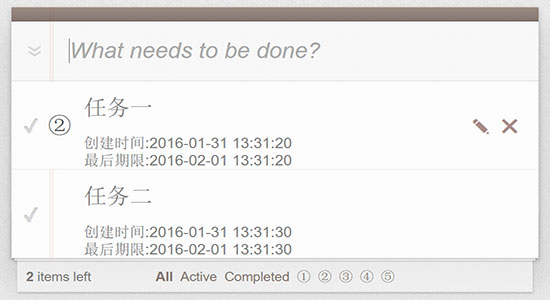 What needs to be done?
任务一
②
创建时间:2016-01-31 13:31:20
最后期限:2016-02-01 13:31:20
任务二
创建时间:2016-01-31 13:31:30
最后期限:2016-02-01 13:31:30
2 items left All Active Completed ① ② ③ ④ ⑤